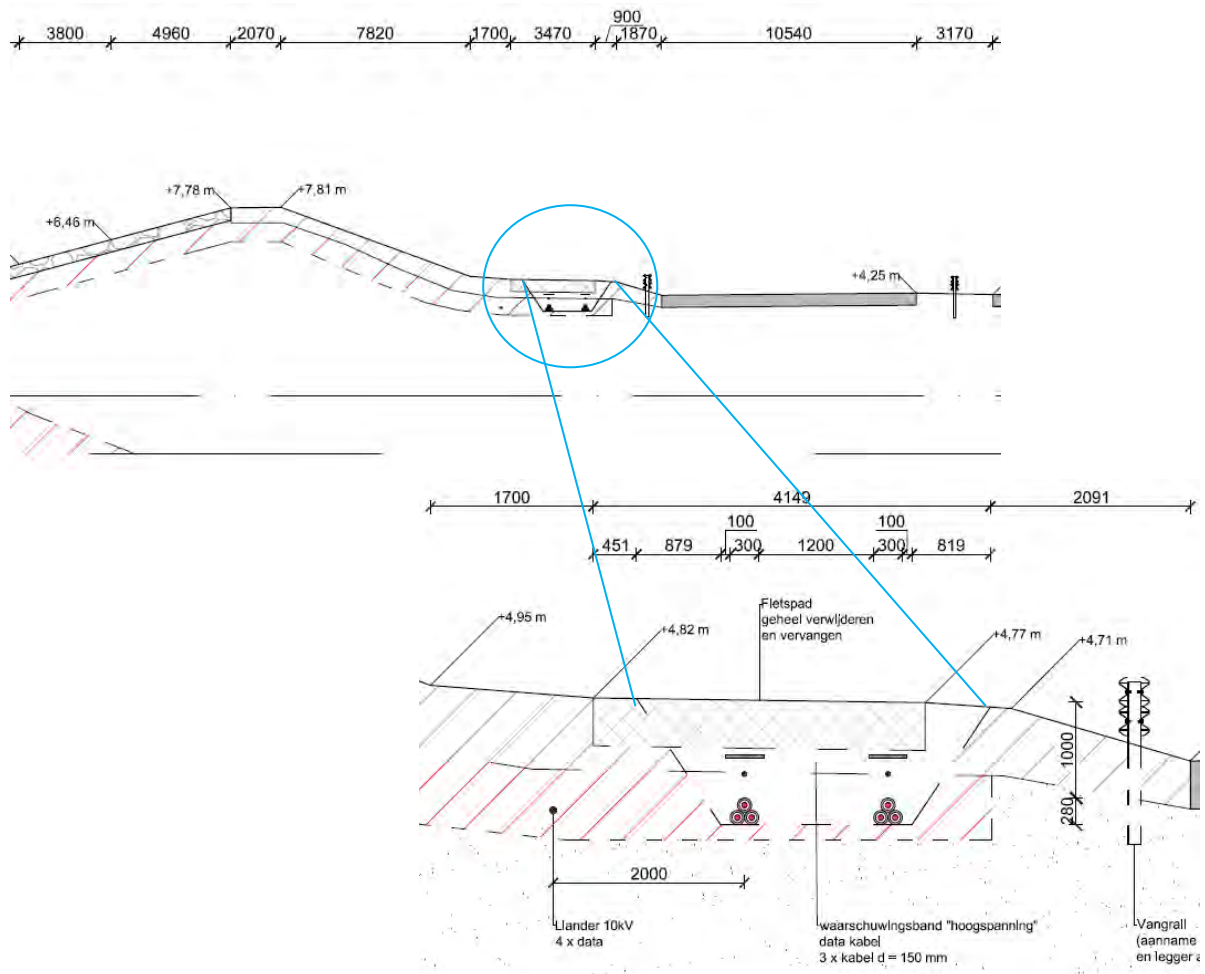 900
3800 4960 2070 7820 1700 3470 1870 10540 3170
+7,78 m +7,81 m
+6,46 m
+4,25 m
1700 4149 2091
100 100
451 879 300 1200 300 819
Fietspad
geheel verwijderen
en vervangen
+4,95 m +4,82 m +4,77 m +4,71 m
1000
280
2000
Liander 10kV
4 x data
waarschuwingsband "hoogspanning"
data kabel
3 x kabel d = 150 mm
Vangrail
(aanname
en legger a